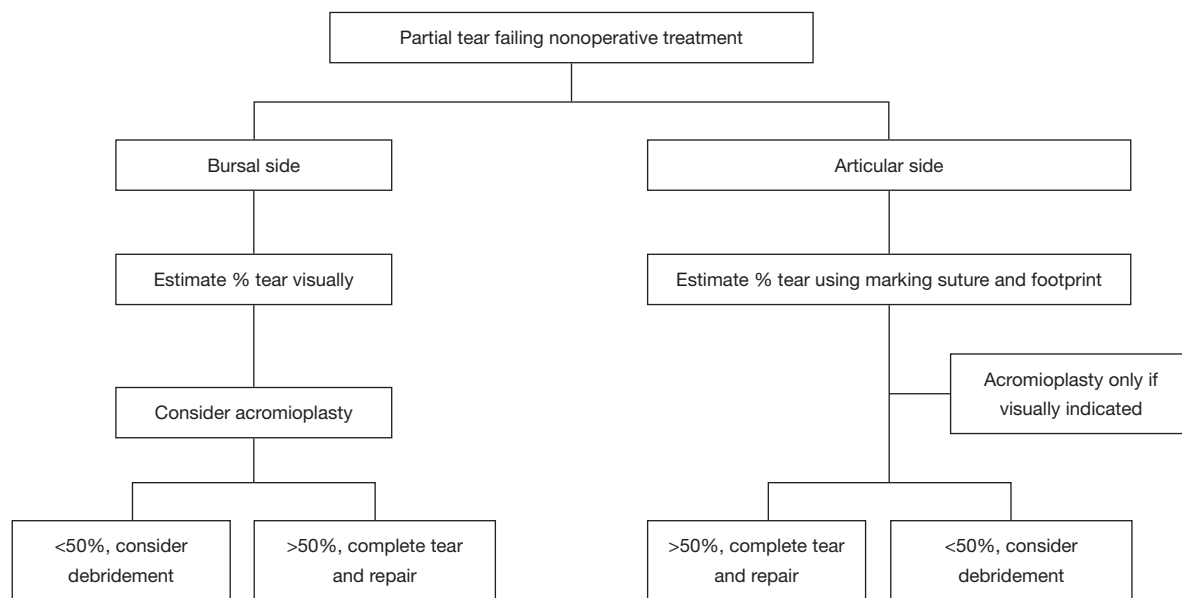 Partial tear failing nonoperative treatment
Bursal side
Articular side
Estimate % tear visually
Estimate % tear using marking suture and footprint
Acromioplasty only if
visually indicated
Consider acromioplasty
<50%, consider
debridement
>50%, complete tear
and repair
>50%, complete tear
and repair
<50%, consider
debridement